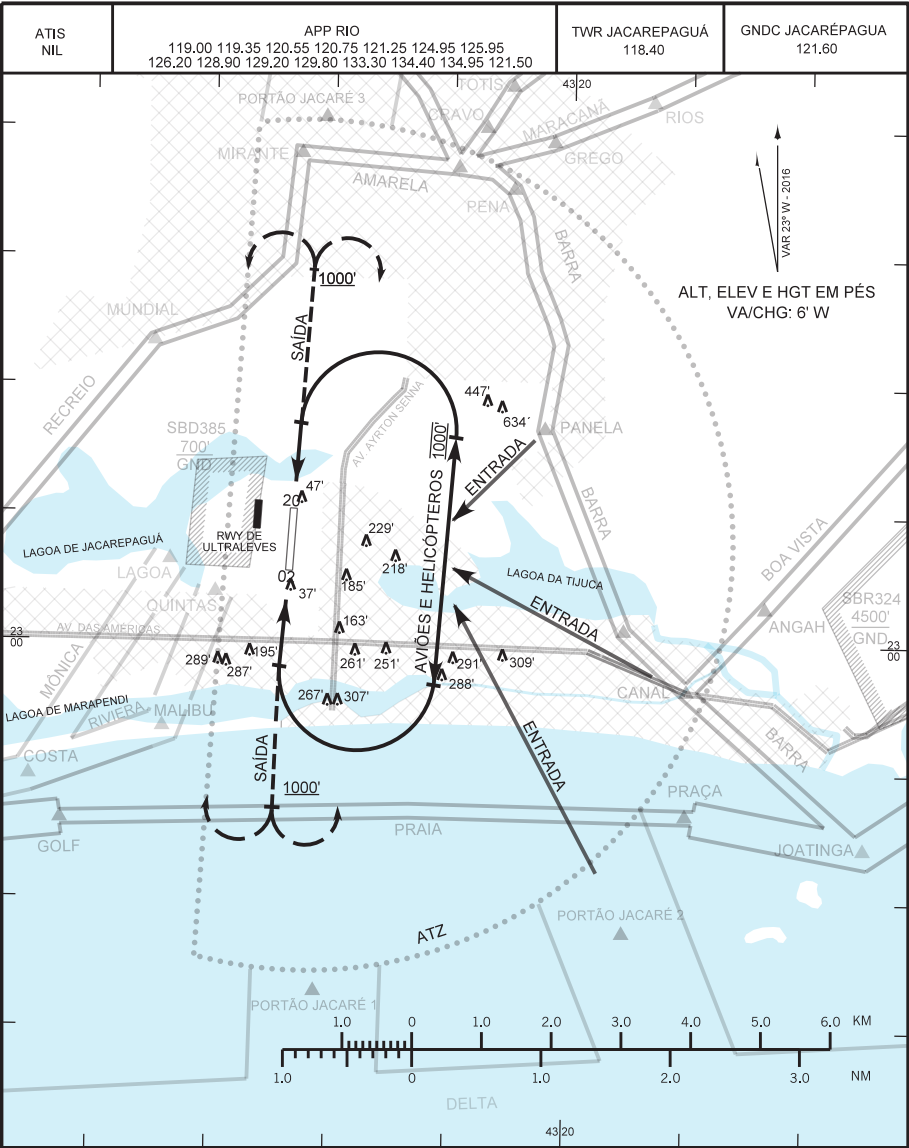 ATIS
NIL
APP RIO
119.00 119.35 120.55 120.75 121.25 124.95 125.95
126.20 128.90 129.20 129.80 133.30 134.40 134.95 121.50
TWR JACAREPAGUÁ
118.40
GNDC JACARÉPAGUA
121.60
43 20
TOTIS
PORTÃO JACARÉ 3
CRAVO
MARACANÃ
RIOS
MIRANTE
GREGO
AMARELA
PENA
VAR 23° W - 2016
BARRA
1000'
ALT, ELEV E HGT EM PÉS
VA/CHG: 6' W
MUNDIAL
SAÍDA
RECREIO
AV. AYRTON SENNA
447'
634'
SBD385
700'
GND
PANELA
1000'
ENTRADA
47'
20
RWY DE
ULTRALEVES
BARRA
229'
218'
LAGOA DE JACAREPAGUÁ
BOA VISTA
LAGOA
02
37'
185'
AVIÕES E HELICÓPTEROS
LAGOA DA TIJUCA
QUINTAS
ENTRADA
SBR324
4500'
GND
163'
ANGAH
23
00
AV. DAS AMÉRICAS
23
00
289'
287'
195'
261'
251'
291'
309'
288'
MÔNICA
CANAL
267'
307'
LAGOA DE MARAPENDI
RIVIERA
MALIBU
ENTRADA
BARRA
COSTA
SAÍDA
1000'
PRAÇA
GOLF
PRAIA
JOATINGA
PORTÃO JACARÉ 2
ATZ
PORTÃO JACARÉ 1
1.0 0 1.0 2.0 3.0 4.0 5.0 6.0 KM
1.0 0 1.0 2.0 3.0 NM
DELTA
43 20